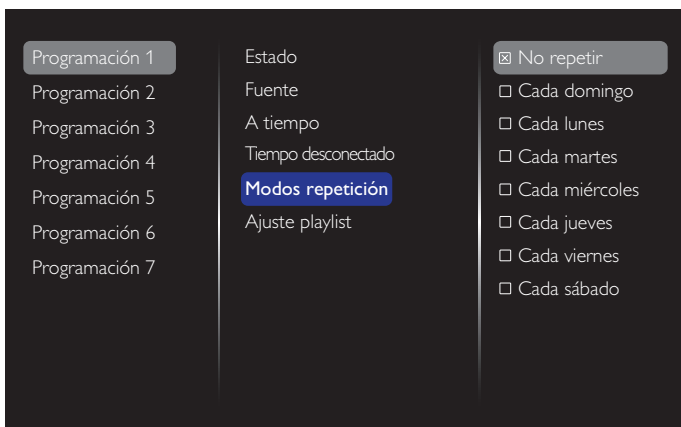 Programación 1
Programación 2
Programación 3
Programación 4
Programación 5
Programación 6
Programación 7
Estado
Fuente
A tiempo
Tiempo desconectado
Modos repetición
Ajuste playlist
No repetir
Cada domingo
Cada lunes
Cada martes
Cada miércoles
Cada jueves
Cada viernes
Cada sábado